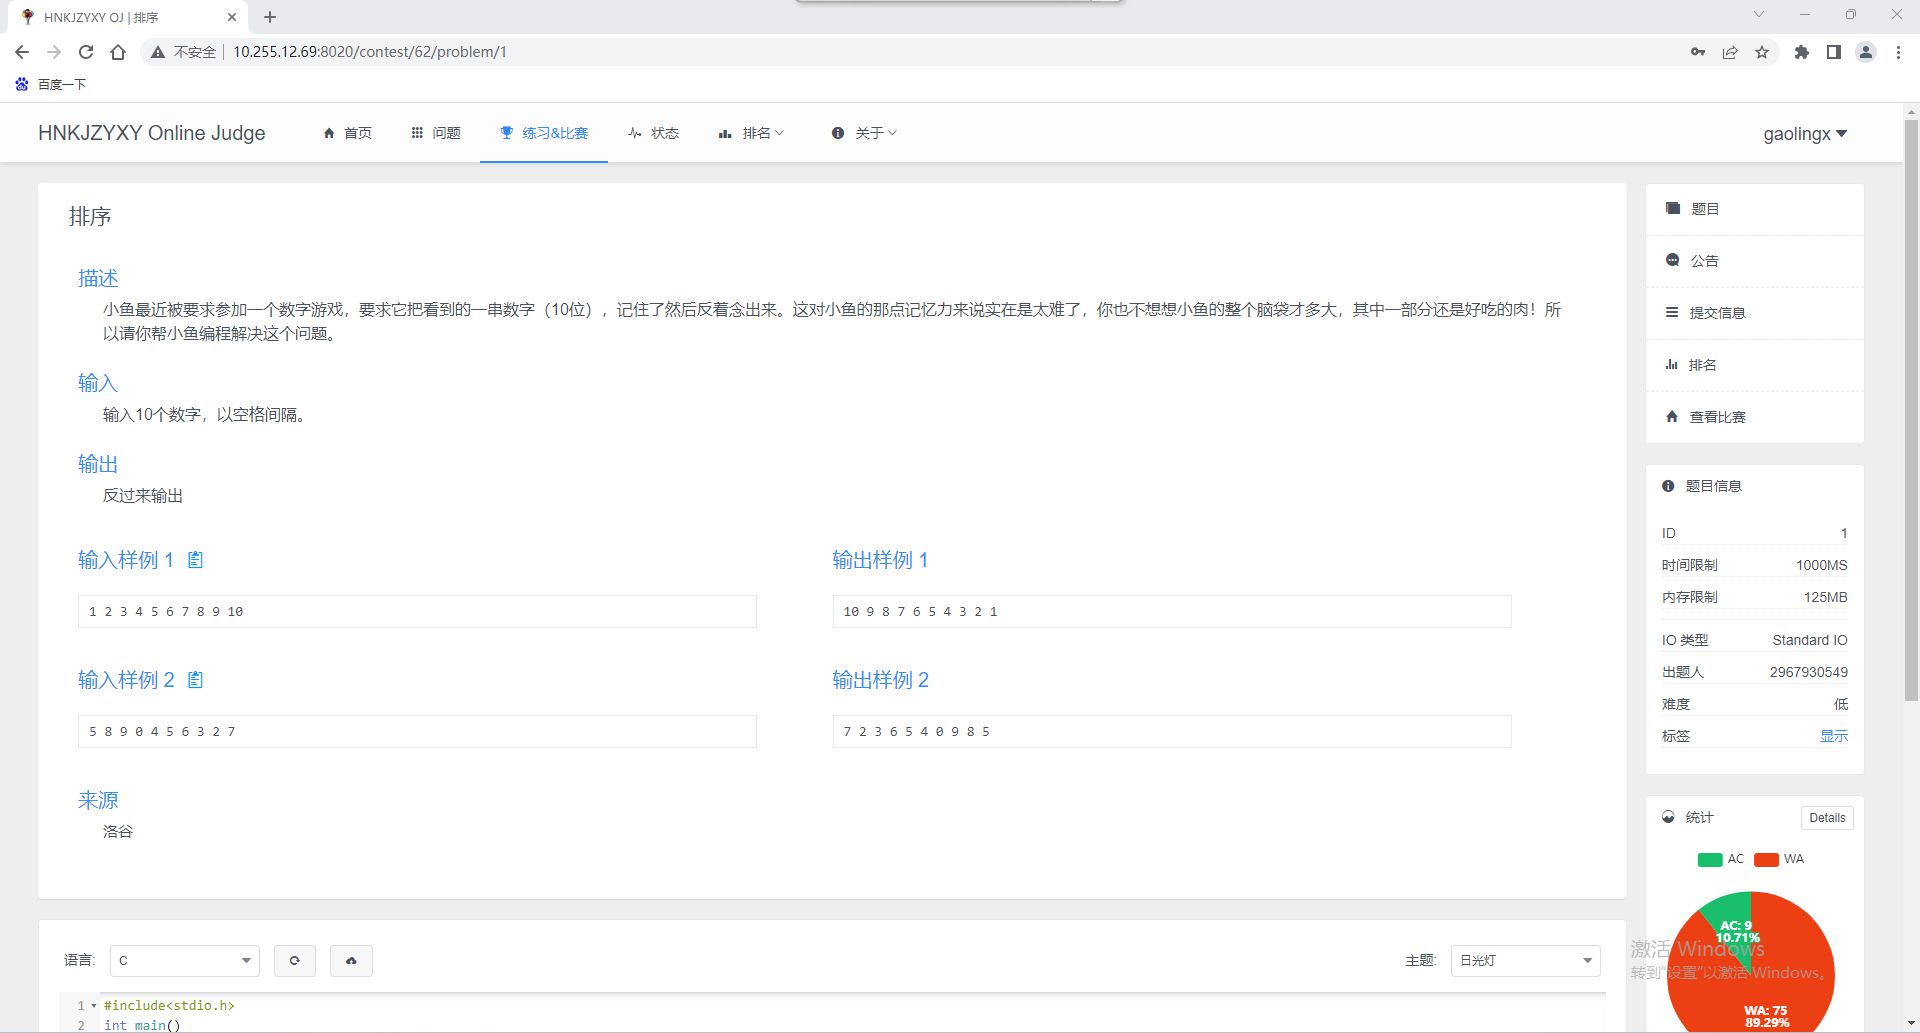 HNKJZYXY OJ | 排序
不安全 10.255.12.69:8020/contest/62/problem/1
百度一下
HNKJZYXY Online Judge 首页 问题 练习&比赛 状态 排名 关于 gaolingx
排序
描述
小鱼最近被要求参加一个数字游戏，要求它把看到的一串数字（10位），记住了然后反着念出来。这对小鱼的那点记忆力来说实在是太难了，你也不想想小鱼的整个脑袋才多大，其中一部分还是好吃的肉！所
以请你帮小鱼编程解决这个问题。
输入
输入10个数字，以空格间隔。
输出
反过来输出
输入样例 1 输出样例 1
1 2 3 4 5 6 7 8 9 10 10 9 8 7 6 5 4 3 2 1
输入样例 2 输出样例 2
5 8 9 0 4 5 6 3 2 7 7 2 3 6 5 4 0 9 8 5
来源
洛谷
语言: C 主题: 日光灯
1 #include<stdio.h>
2 int main()
题目
公告
提交信息
排名
查看比赛
题目信息
ID 1
时间限制 1000MS
内存限制 125MB
IO 类型 Standard IO
出题人 2967930549
难度 低
标签 显示
统计 Details
AC WA
AC: 9
10.71%
激活 Windows
转到“设置”以激活 Windows。
WA: 75
89.29%